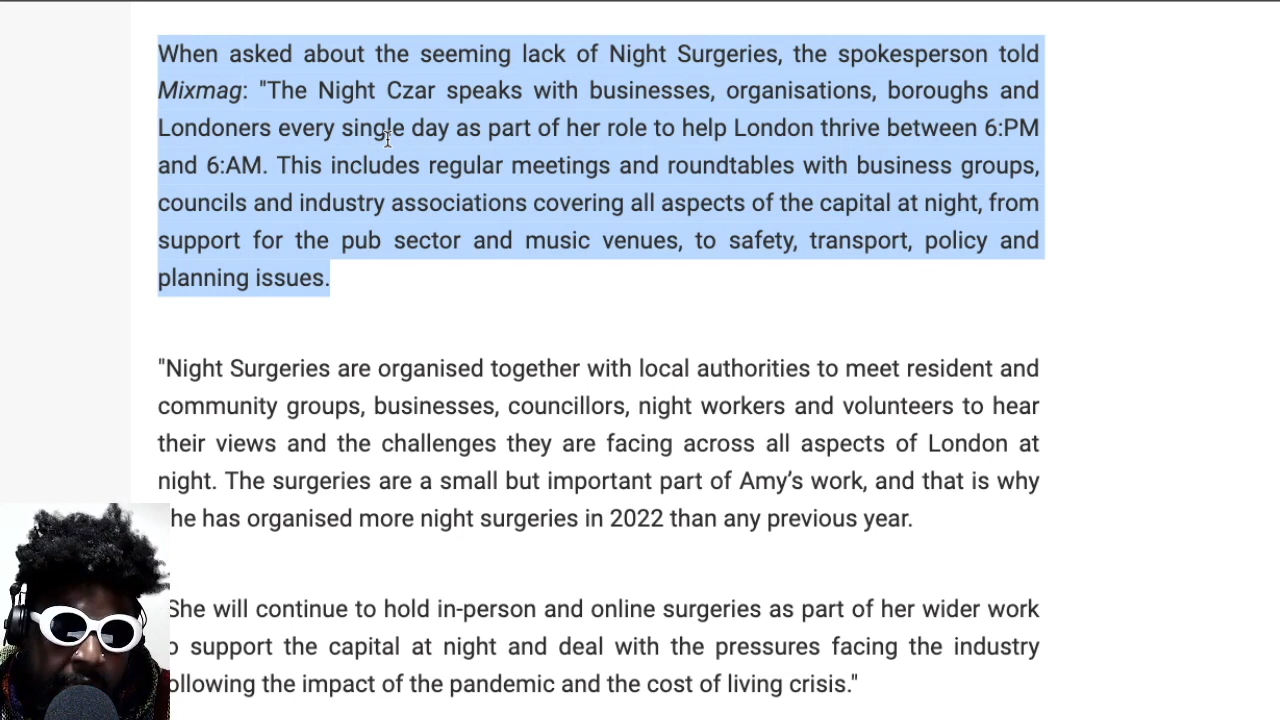 When asked about the seeming lack of Night Surgeries, the spokesperson told
Mixmag: "The Night Czar speaks with businesses, organisations, boroughs and
Londoners every single day as part of her role to help London thrive between 6:PM
and 6:AM. This includes regular meetings and roundtables with business groups,
councils and industry associations covering all aspects of the capital at night, from
support for the pub sector and music venues, to safety, transport, policy and
planning issues.
"Night Surgeries are organised together with local authorities to meet resident and
community groups, businesses, councillors, night workers and volunteers to hear
their views and the challenges they are facing across all aspects of London at
night. The surgeries are a small but important part of Amy’s work, and that is why
he has organised more night surgeries in 2022 than any previous year.
She will continue to hold in-person and online surgeries as part of her wider work
o support the capital at night and deal with the pressures facing the industry
ollowing the impact of the pandemic and the cost of living crisis."